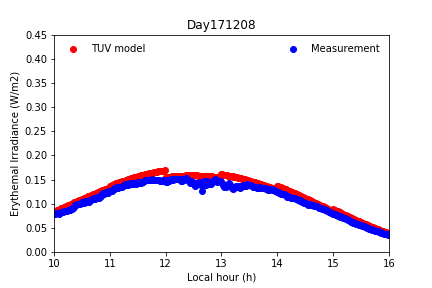 Day171208
TUV model
Measurement
Erythemal Irradiance (W/m2)
0.45
0.40
0.35
0.30
0.25
0.20
0.15
0.10
0.05
0.00
10 11 12 13 14 15 16
Local hour (h)